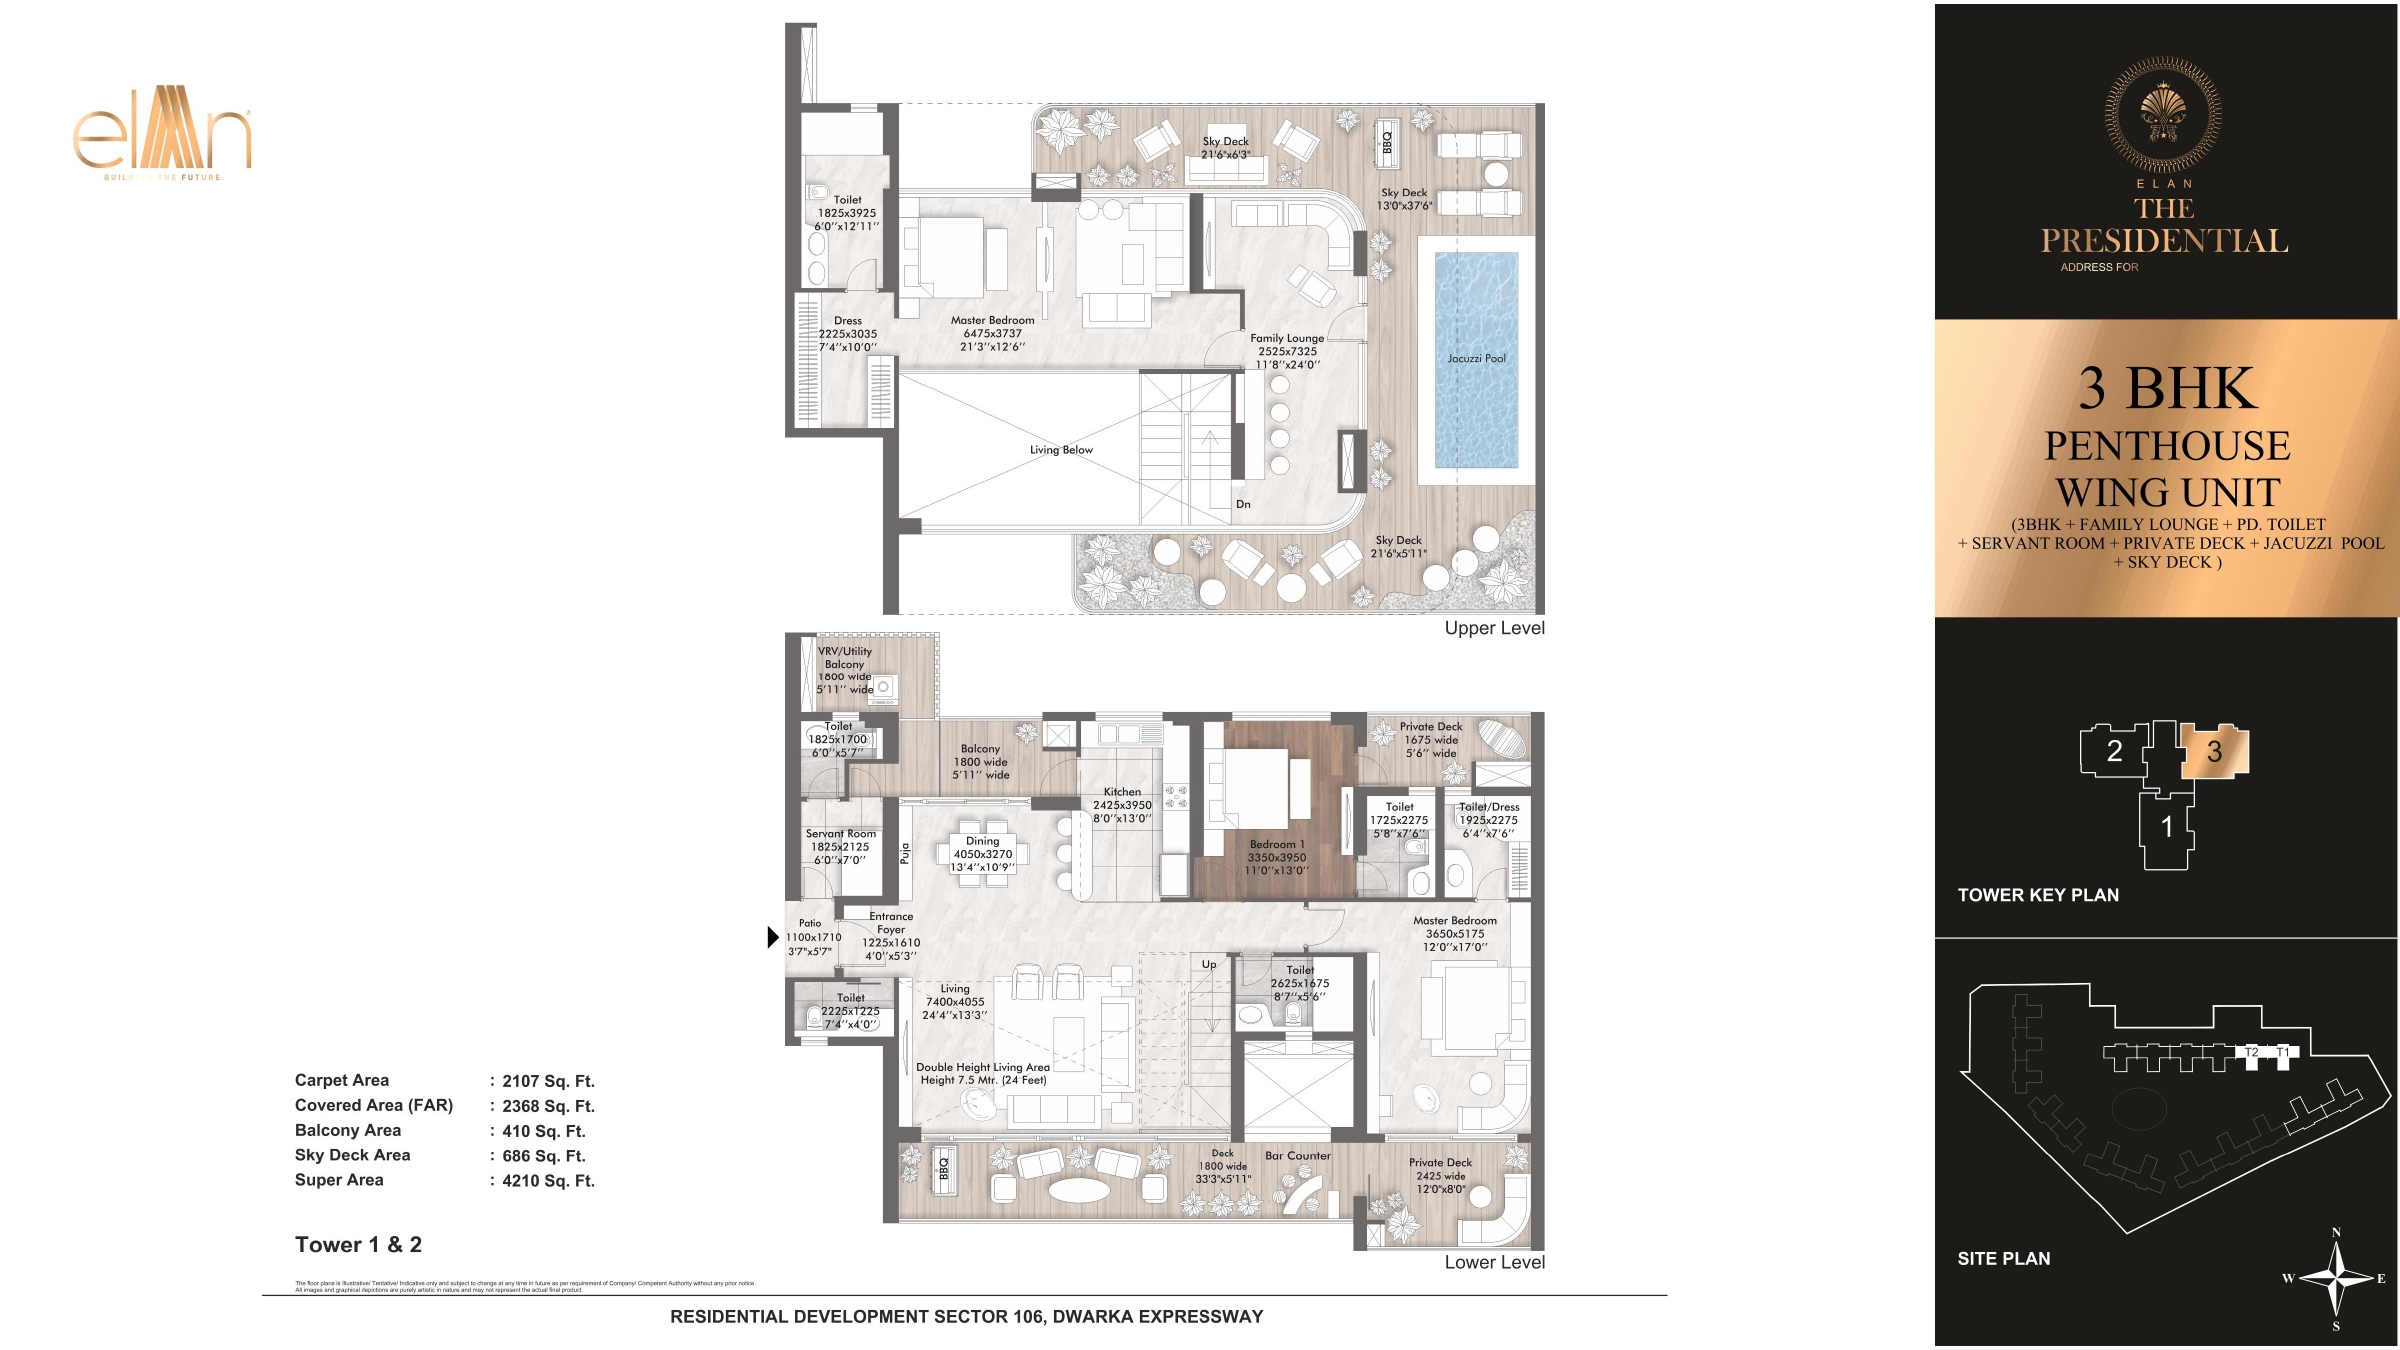 elan
BUILDING THE FUTURE
Sky Deck
21'6"x6'3"
BBQ
Sky Deck
13'0"x37'6"
Toilet
1825x3925
6'0''x12'11''
Dress
2225x3035
7'4''x10'0''
Master Bedroom
6475x3737
21'3''x12'6''
Family Lounge
2525x7325
11'8''x24'0''
Jacuzzi Pool
Living Below
Dn
Sky Deck
21'6"x5'11"
Upper Level
VRV/Utility
Balcony
1800 wide
5'11'' wide
Toilet
1825x1700
6'0''x5'7''
Balcony
1800 wide
5'11'' wide
Kitchen
2425x3950
8'0''x13'0''
Private Deck
1675 wide
5'6'' wide
Servant Room
1825x2125
6'0''x7'0''
Puja
Dining
4050x3270
13'4''x10'9''
Bedroom 1
3350x3950
11'0''x13'0''
Toilet
1725x2275
5'8''x7'6''
Toilet/Dress
1925x2275
6'4''x7'6''
Patio
1100x1710
3'7"x5'7"
Entrance
Foyer
1225x1610
4'0''x5'3''
Master Bedroom
3650x5175
12'0''x17'0''
Up
Toilet
2625x1675
8'7''x5'6''
Toilet
2225x1225
7'4''x4'0''
Living
7400x4055
24'4''x13'3''
Double Height Living Area
Height 7.5 Mtr. (24 Feet)
BBQ
Deck
1800 wide
33'3"x5'11"
Bar Counter
Private Deck
2425 wide
12'0"x8'0"
Lower Level
Carpet Area : 2107 Sq. Ft.
Covered Area (FAR) : 2368 Sq. Ft.
Balcony Area : 410 Sq. Ft.
Sky Deck Area : 686 Sq. Ft.
Super Area : 4210 Sq. Ft.
Tower 1 & 2
The floor plans is Illustrative/ Tentative/ Indicative only and subject to change at any time in future as per requirement of Company/ Competent Authority without any prior notice.
All images and graphical depictions are purely artistic in nature and may not represent the actual final product.
RESIDENTIAL DEVELOPMENT SECTOR 106, DWARKA EXPRESSWAY
ELAN
THE
PRESIDENTIAL
ADDRESS FOR
3 BHK
PENTHOUSE
WING UNIT
(3BHK + FAMILY LOUNGE + PD. TOILET
+ SERVANT ROOM + PRIVATE DECK + JACUZZI POOL
+ SKY DECK )
2
3
1
TOWER KEY PLAN
T2 T1
SITE PLAN
N
W E
S